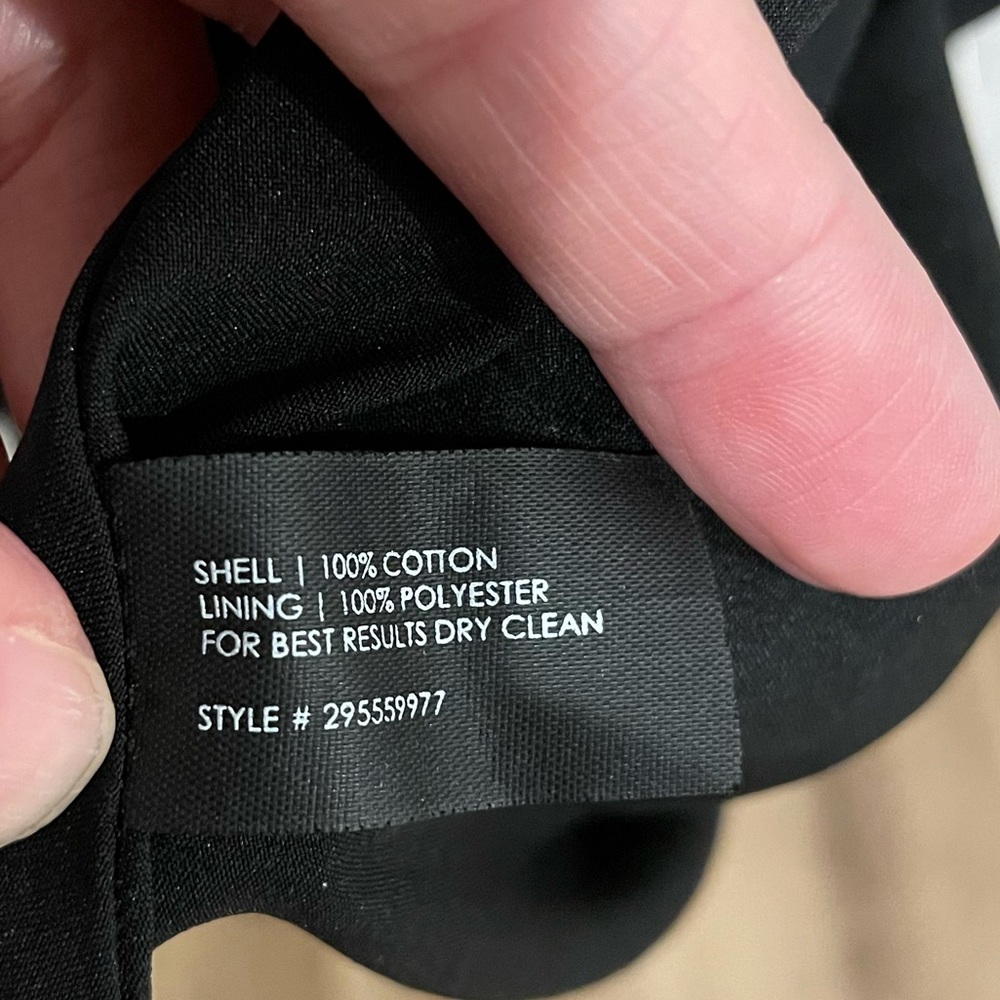 SHELL | 100% COTTON
LINING | 100% POLYESTER
FOR BEST RESULTS DRY CLEAN
STYLE # 295559977